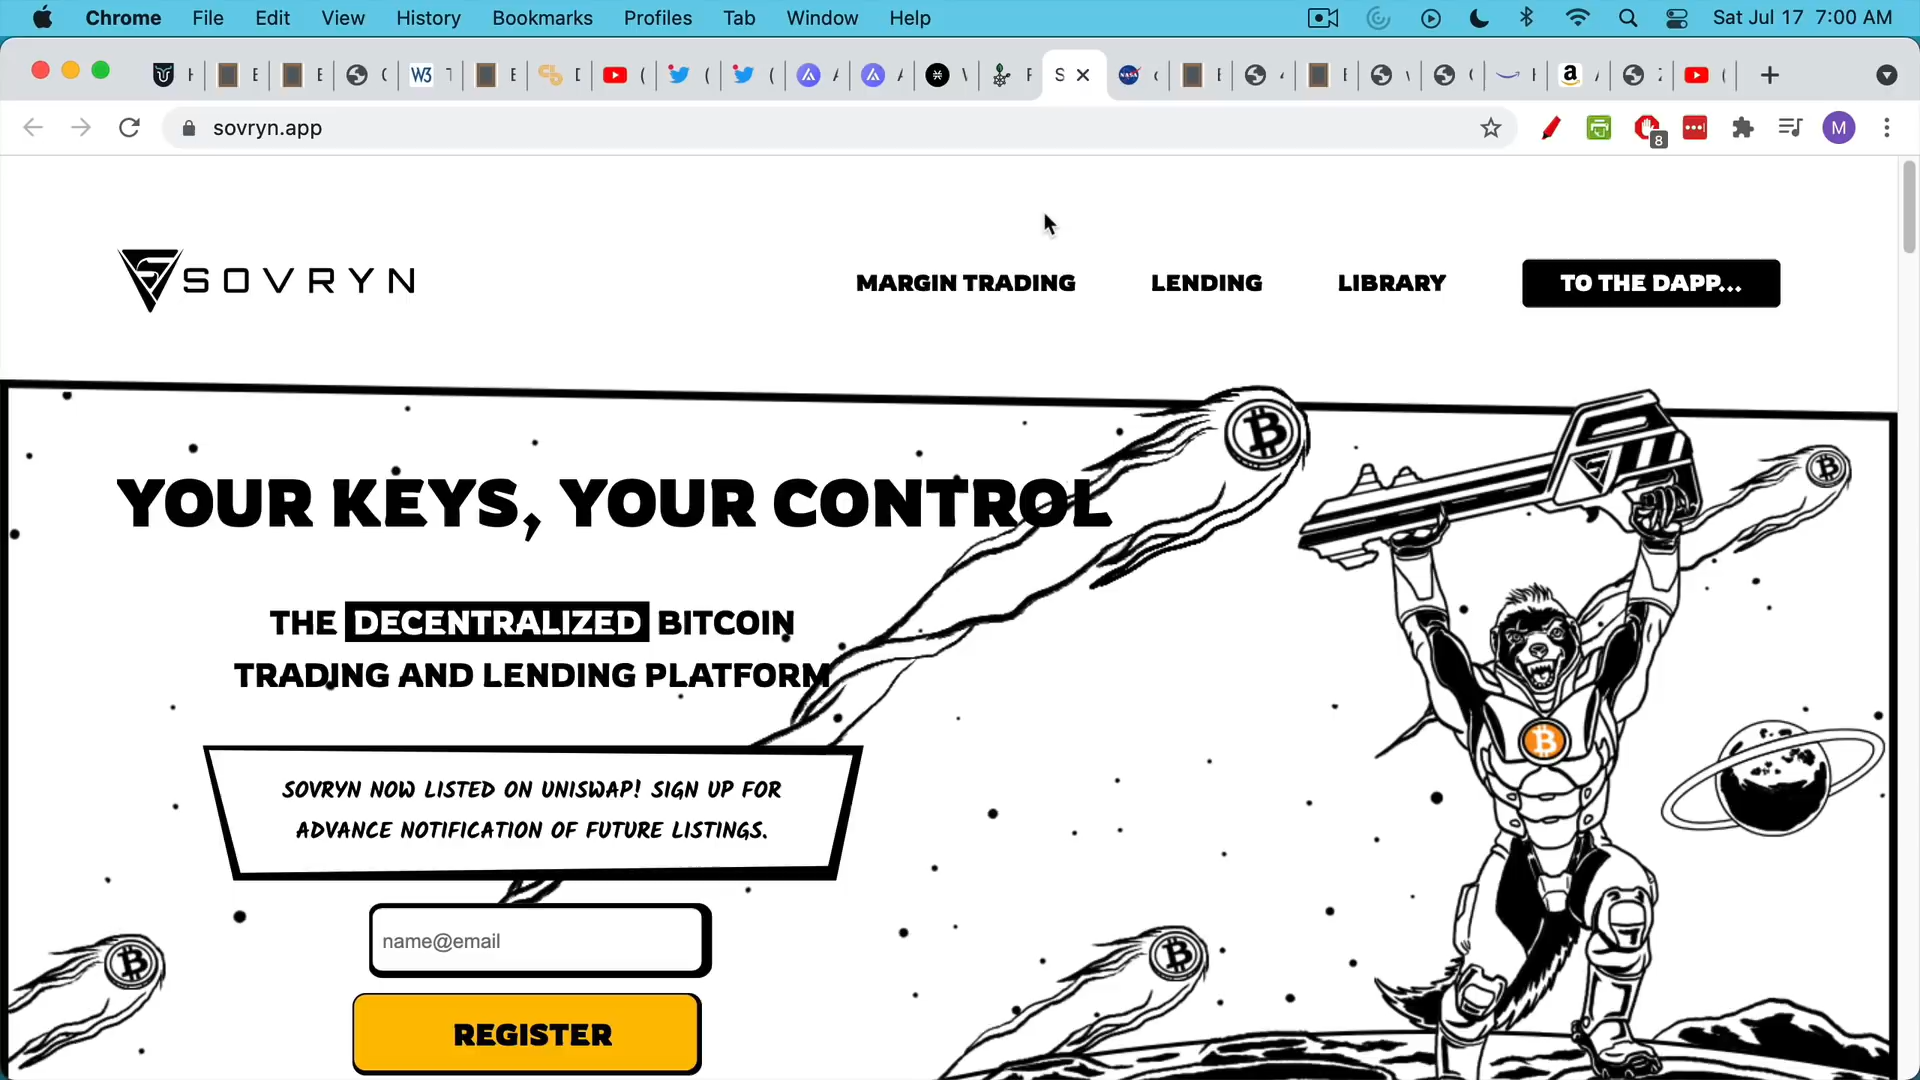 Chrome File Edit View History Bookmarks Profiles Tab Window Help Sat Jul 17 7:00 AM
sovryn.app
8
M
SOVRYN
MARGIN TRADING
LENDING
LIBRARY
TO THE DAPP...
YOUR KEYS, YOUR CONTROL
THE DECENTRALIZED BITCOIN
TRADING AND LENDING PLATFORM
SOVRYN NOW LISTED ON UNISWAP! SIGN UP FOR
ADVANCE NOTIFICATION OF FUTURE LISTINGS.
name@email
REGISTER